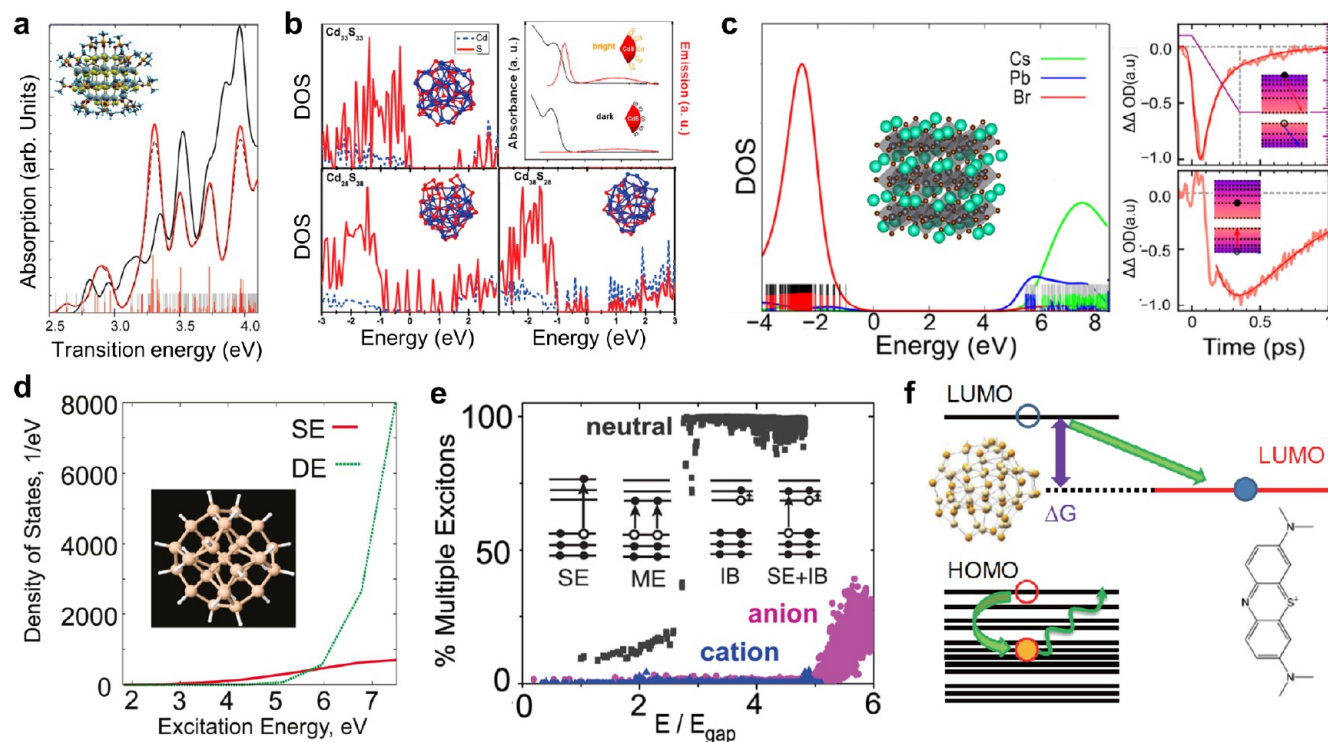 a
Absorption (arb. Units)
2.5 3.0 3.5 4.0
Transition energy (eV)
b
Cd33S33
Cd
S
DOS
Absorbance (a. u.)
Emission (a. u.)
bright
CdS
Cd
dark
CdS
S
Cd28S38
Cd38S28
DOS
-3 -2 -1 0 1 2 -3 -2 -1 0 1 2 3
Energy (eV) Energy (eV)
c
Cs
Pb
Br
DOS
-4 -2 0 2 4 6 8
Energy (eV)
ΔΔ OD(a.u)
0.0
-0.5
-1.0
ΔΔ OD(a.u)
0.0
-0.5
-1.0
0 0.5 1
Time (ps)
d
Density of States, 1/eV
8000
6000
4000
2000
0
SE
DE
2 3 4 5 6 7
Excitation Energy, eV
e
% Multiple Excitons
100
50
0
neutral
SE ME IB SE+IB
anion
cation
0 2 4 6
E / Egap
f
LUMO
LUMO
ΔG
HOMO
N
N
S+
N